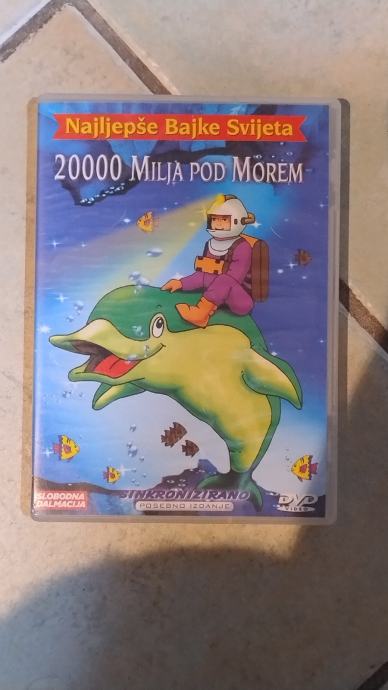 Najljepše Bajke Svijeta
20000 MILJA POD MOREM
SLOBODNA
DALMACIJA
SINKRONIZIRANO
POSEBNO IZDANJE
DVD
VIDEO